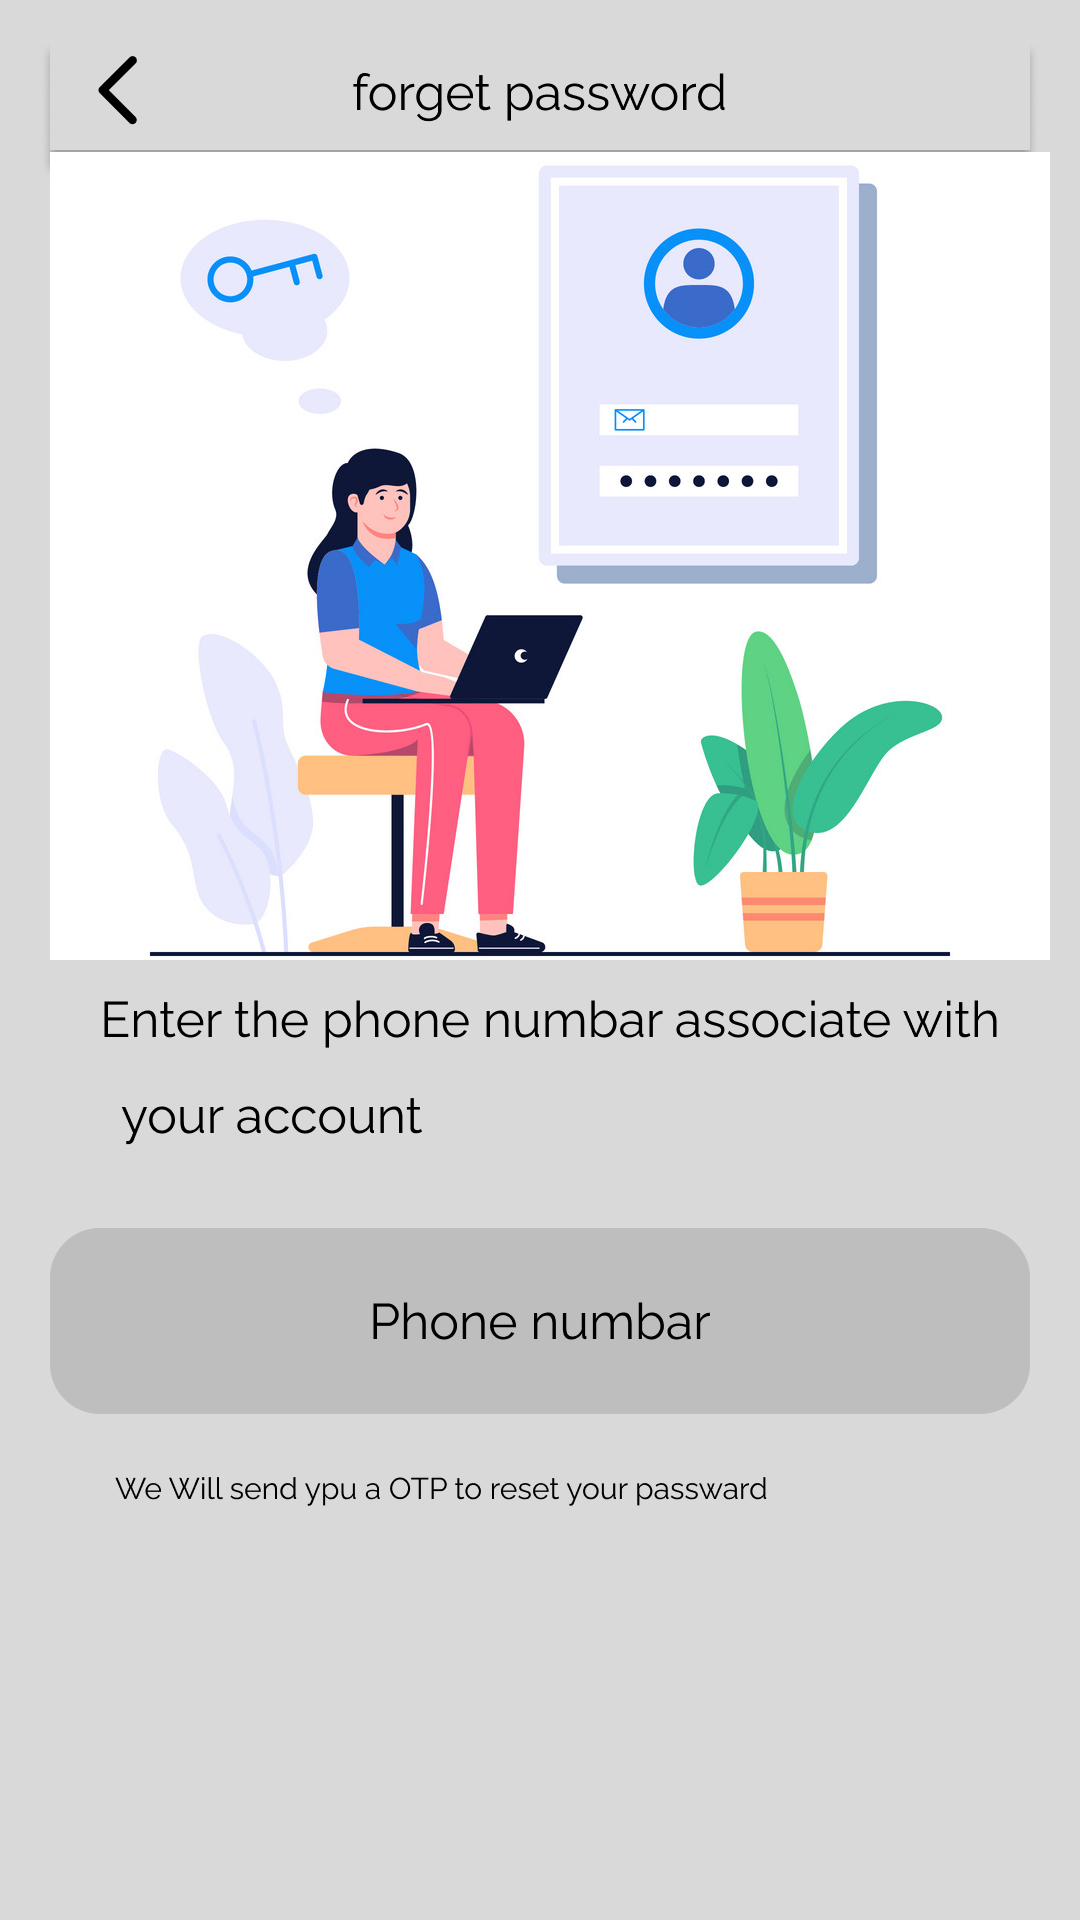 forget password
Enter the phone numbar associate with
your account
Phone numbar
We Will send ypu a OTP to reset your passward